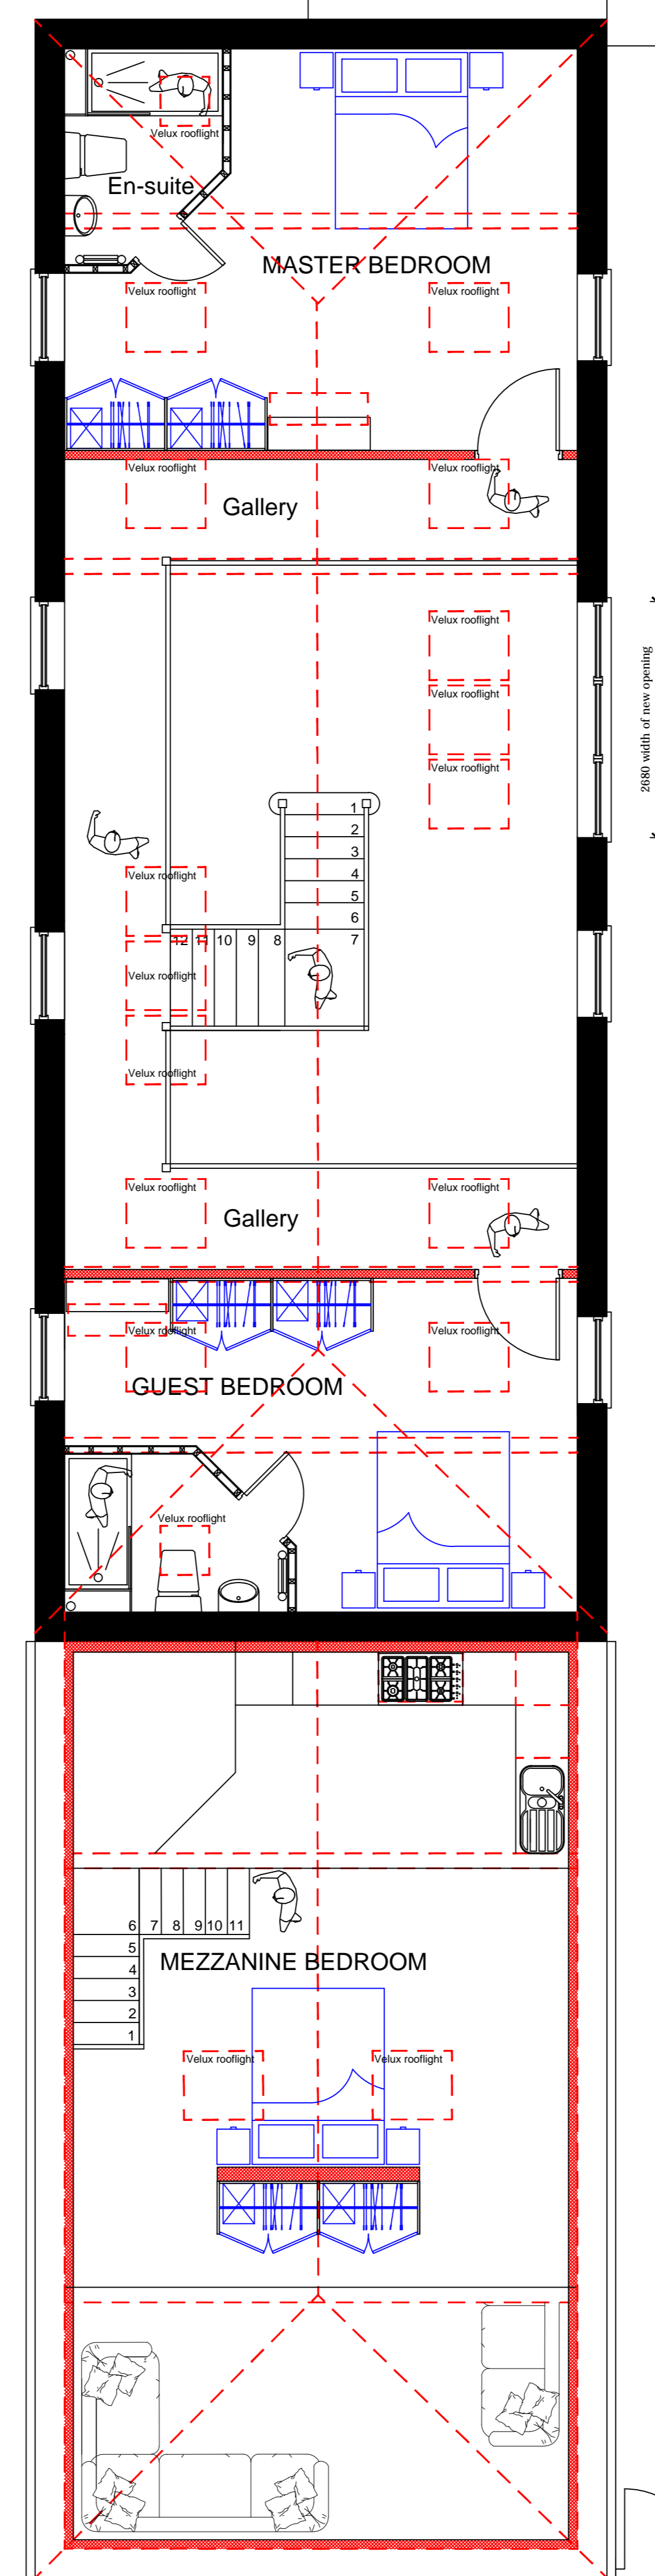 Velux rooflight
En-suite
MASTER BEDROOM
Velux rooflight
Velux rooflight
Velux rooflight
Velux rooflight
Gallery
Velux rooflight
2680 width of new opening
Velux rooflight
Velux rooflight
1
2
3
4
5
6
7
Velux rooflight
12 11 10 9 8
Velux rooflight
Velux rooflight
Velux rooflight
Velux rooflight
Gallery
Velux rooflight
Velux rooflight
GUEST BEDROOM
Velux rooflight
6 7 8 9 10 11
5
4
3
2
1
MEZZANINE BEDROOM
Velux rooflight
Velux rooflight